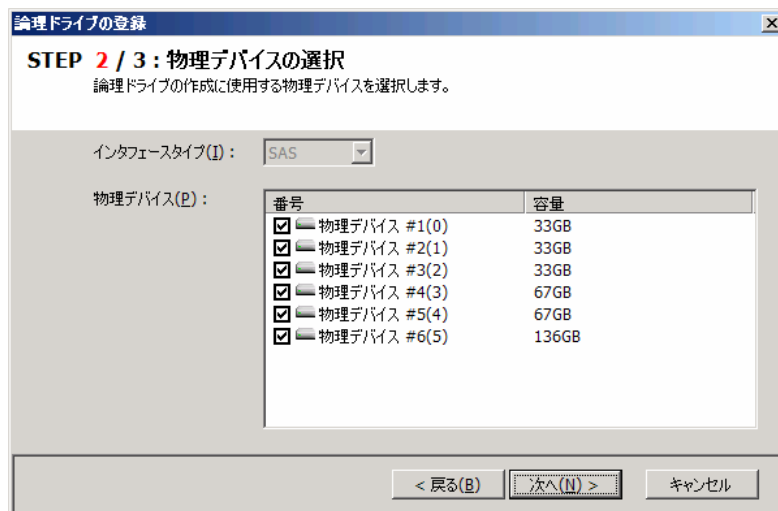 論理ドライブの登録
STEP 2 / 3 : 物理デバイスの選択
論理ドライブの作成に使用する物理デバイスを選択します。
インタフェースタイプ(I) : SAS
物理デバイス(P) :
番号 容量
物理デバイス #1(0) 33GB
物理デバイス #2(1) 33GB
物理デバイス #3(2) 33GB
物理デバイス #4(3) 67GB
物理デバイス #5(4) 67GB
物理デバイス #6(5) 136GB
< 戻る(B) 次へ(N) > キャンセル